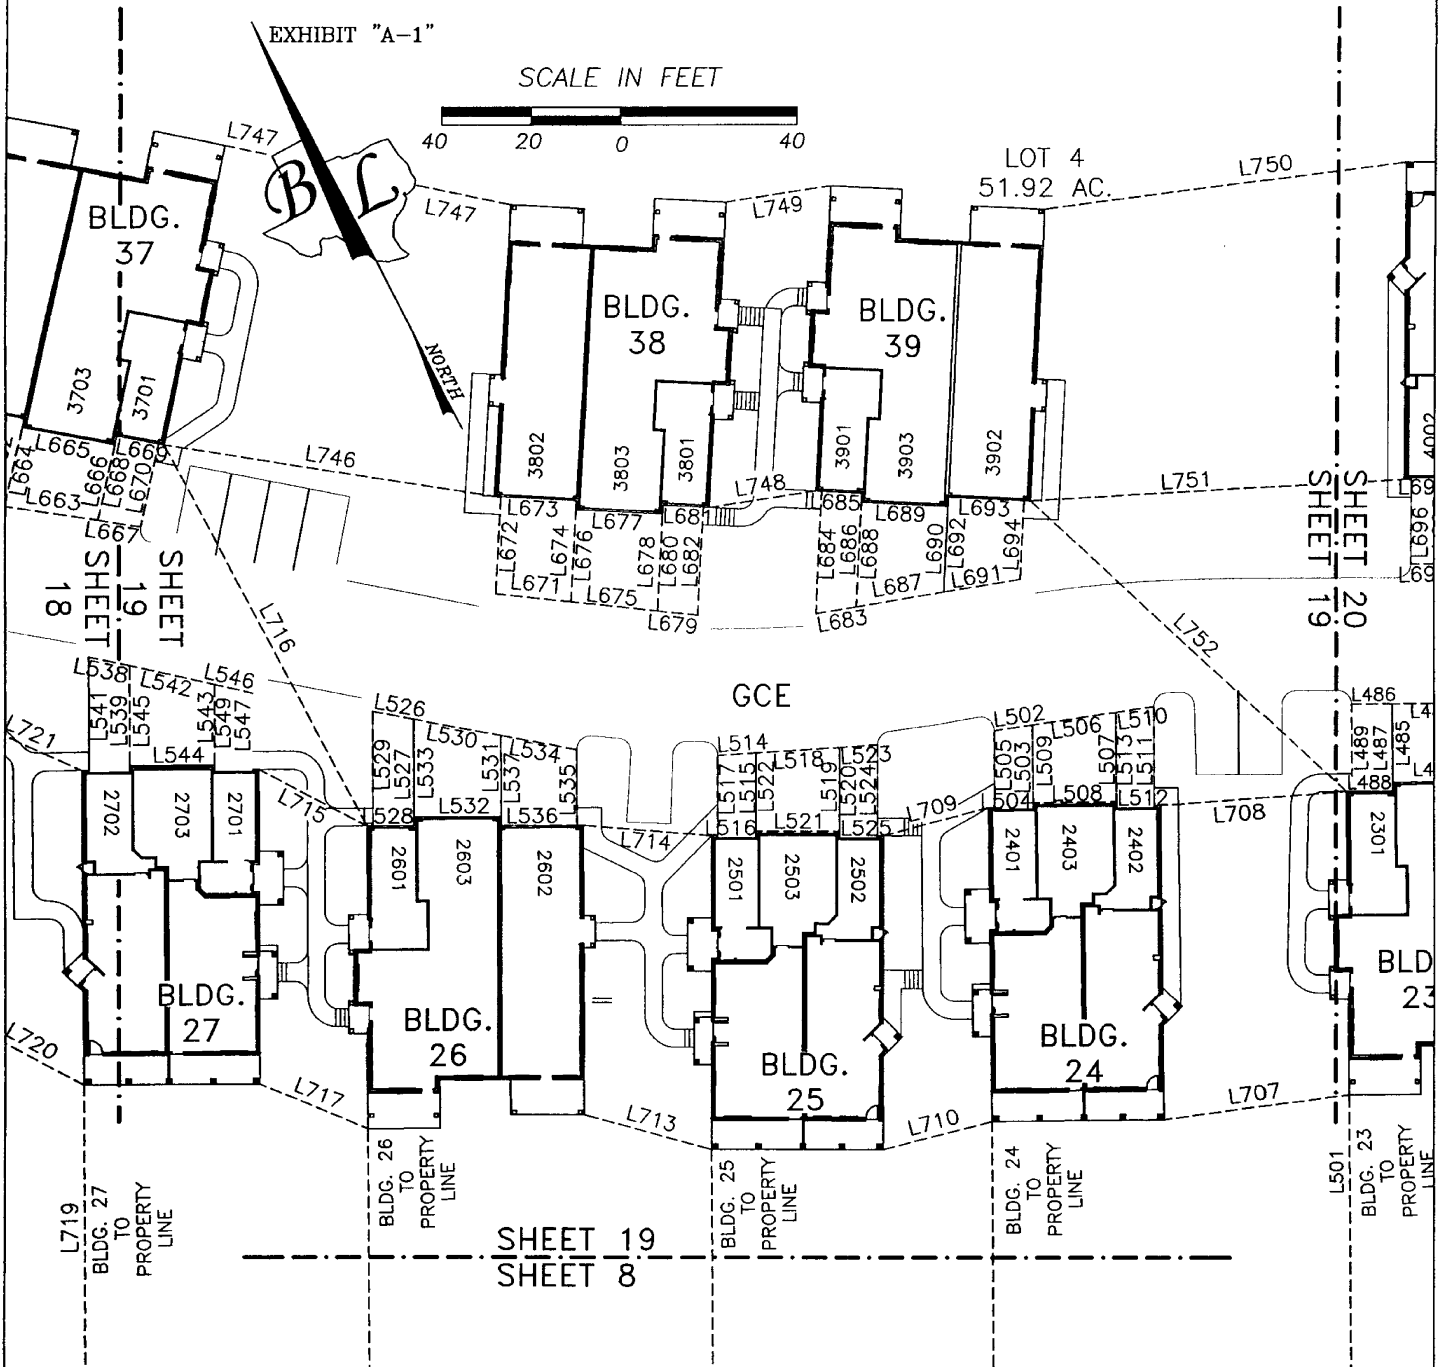 EXHIBIT "A-1"
SCALE IN FEET
40 20 0 40
LOT 4
51.92 AC.
L747
B L
L747
L749
L750
BLDG.
37
BLDG.
38
BLDG.
39
NORTH
3703
3701
3802
3803
3801
3901
3903
3902
4002
L665
L669
L746
L748
L751
L664
L666
L668
L670
L663
L667
L673
L677
L681
L685
L689
L693
L672
L674
L676
L678
L680
L682
L684
L686
L688
L690
L692
L694
L696
L69
L69
L671
L675
L679
L683
L687
L691
SHEET 18
SHEET 19
SHEET 20
SHEET 19
L716
L752
GCE
L538
L542
L546
L541
L539
L545
L543
L549
L547
L544
L721
L715
L526
L530
L534
L529
L527
L533
L531
L537
L535
L528
L532
L536
L714
L514
L518
L523
L517
L515
L522
L519
L520
L524
L516
L521
L525
L709
L502
L506
L510
L505
L503
L509
L507
L513
L511
L504
L508
L512
L708
L486
L489
L487
L485
L488
2702
2703
2701
2601
2603
2602
2501
2503
2502
2401
2403
2402
2301
BLDG.
27
BLDG.
26
BLDG.
25
BLDG.
24
BLD
23
L720
L717
L713
L710
L707
L719
BLDG. 27
TO
PROPERTY
LINE
BLDG. 26
TO
PROPERTY
LINE
BLDG. 25
TO
PROPERTY
LINE
BLDG. 24
TO
PROPERTY
LINE
L501
BLDG. 23
TO
PROPERTY
LINE
SHEET 19
SHEET 8